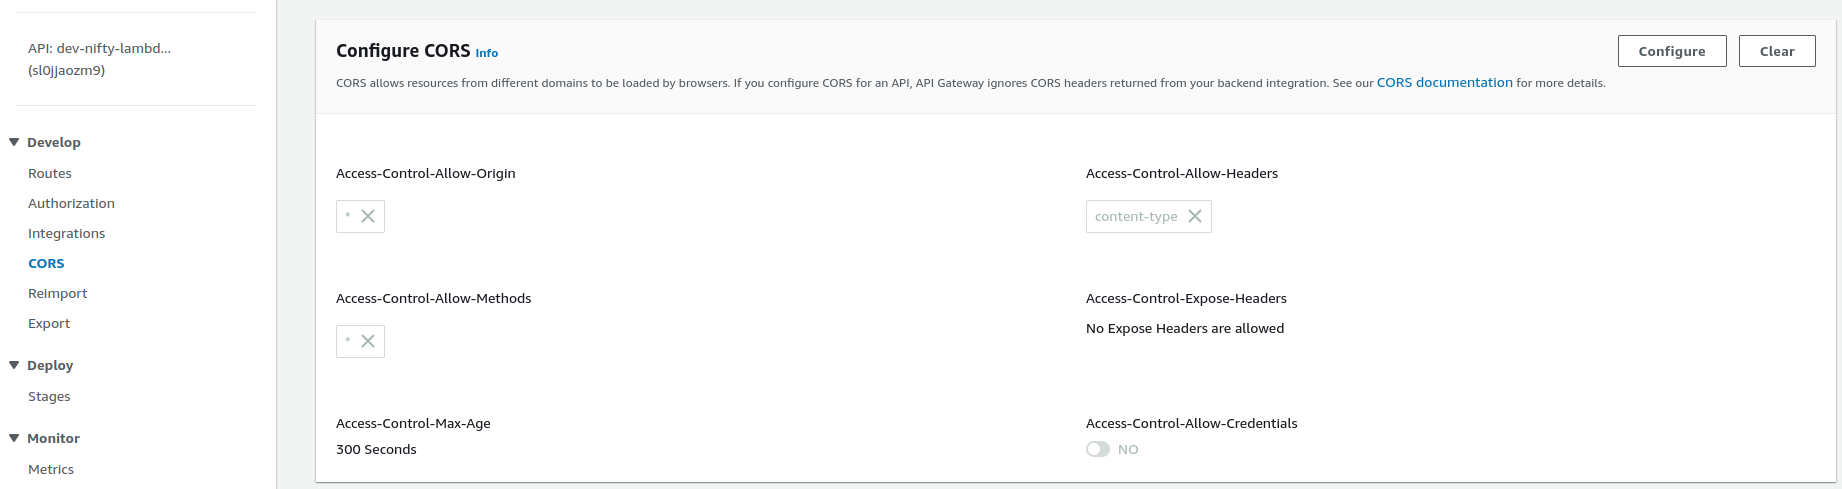 API: dev-nifty-lambd...
(sl0jjaozm9)
Develop
Routes
Authorization
Integrations
CORS
Reimport
Export
Deploy
Stages
Monitor
Metrics
Configure CORS Info
Configure
Clear
CORS allows resources from different domains to be loaded by browsers. If you configure CORS for an API, API Gateway ignores CORS headers returned from your backend integration. See our CORS documentation for more details.
Access-Control-Allow-Origin
*
Access-Control-Allow-Headers
content-type
Access-Control-Allow-Methods
*
Access-Control-Expose-Headers
No Expose Headers are allowed
Access-Control-Max-Age
300 Seconds
Access-Control-Allow-Credentials
NO